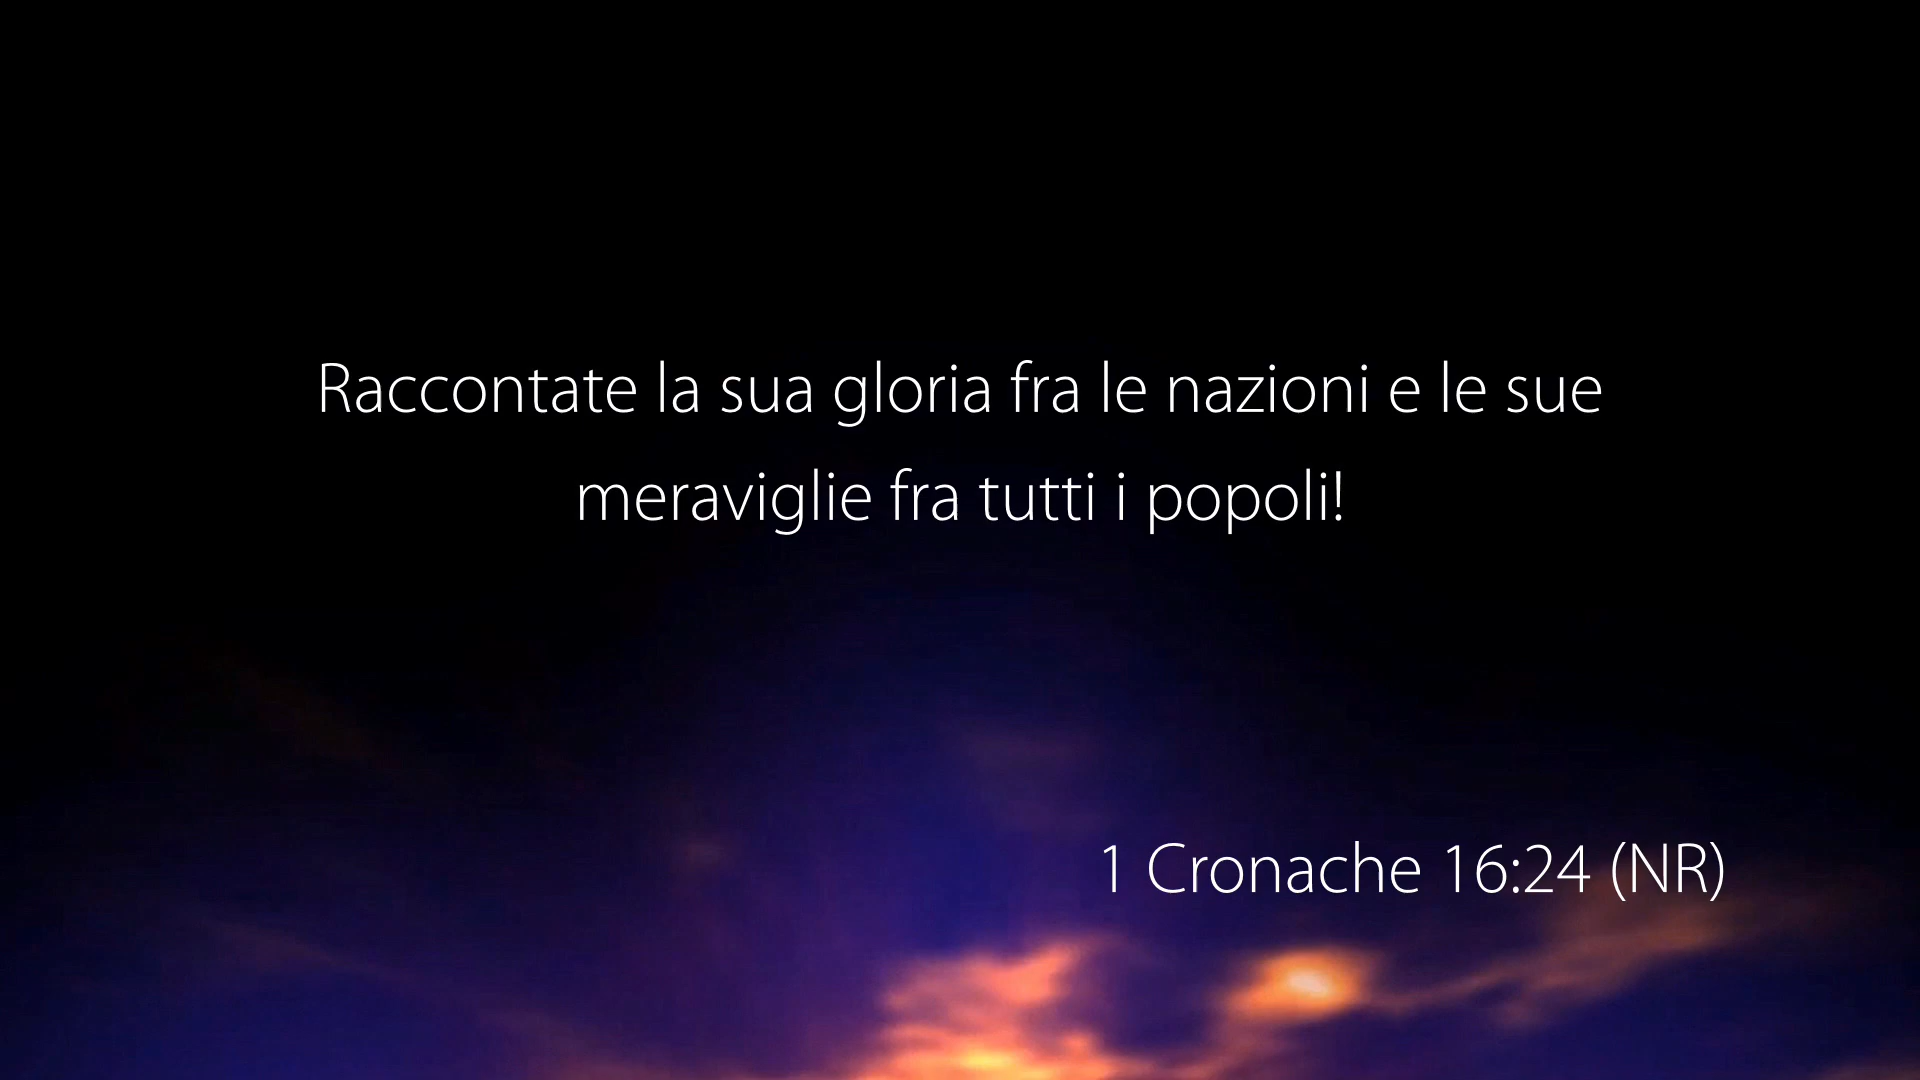 Raccontate la sua gloria fra le nazioni e le sue
meraviglie fra tutti i popoli!
1 Cronache 16:24 (NR)